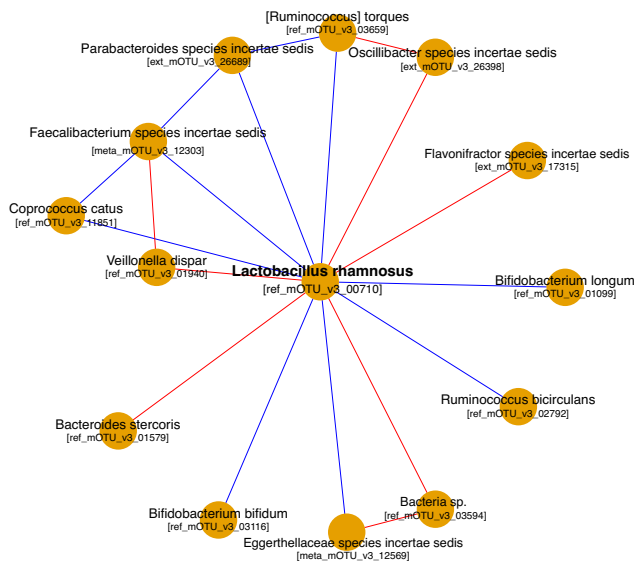 [Ruminococcus] torques
[ref_mOTU_v3_03659]
Parabacteroides species incertae sedis
[ext_mOTU_v3_26689]
Oscillibacter species incertae sedis
[ext_mOTU_v3_26398]
Faecalibacterium species incertae sedis
[meta_mOTU_v3_12303]
Flavonifractor species incertae sedis
[ext_mOTU_v3_17315]
Coprococcus catus
[ref_mOTU_v3_11851]
Veillonella dispar
[ref_mOTU_v3_01940]
Lactobacillus rhamnosus
[ref_mOTU_v3_00710]
Bifidobacterium longum
[ref_mOTU_v3_01099]
Ruminococcus bicirculans
[ref_mOTU_v3_02792]
Bacteroides stercoris
[ref_mOTU_v3_01579]
Bacteria sp.
[ref_mOTU_v3_03594]
Bifidobacterium bifidum
[ref_mOTU_v3_03116]
Eggerthellaceae species incertae sedis
[meta_mOTU_v3_12569]